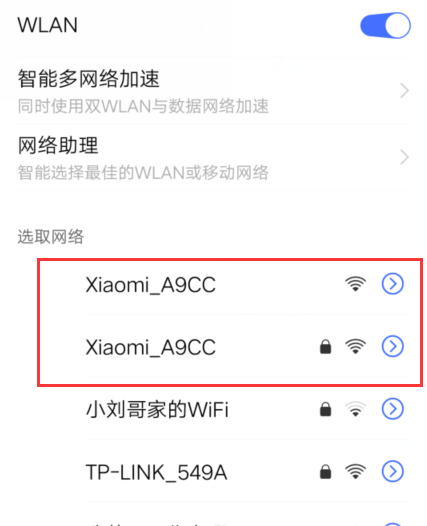 WLAN
智能多网络加速
同时使用双WLAN与数据网络加速
网络助理
智能选择最佳的WLAN或移动网络
选取网络
Xiaomi_A9CC
Xiaomi_A9CC
小刘哥家的WiFi
TP-LINK_549A